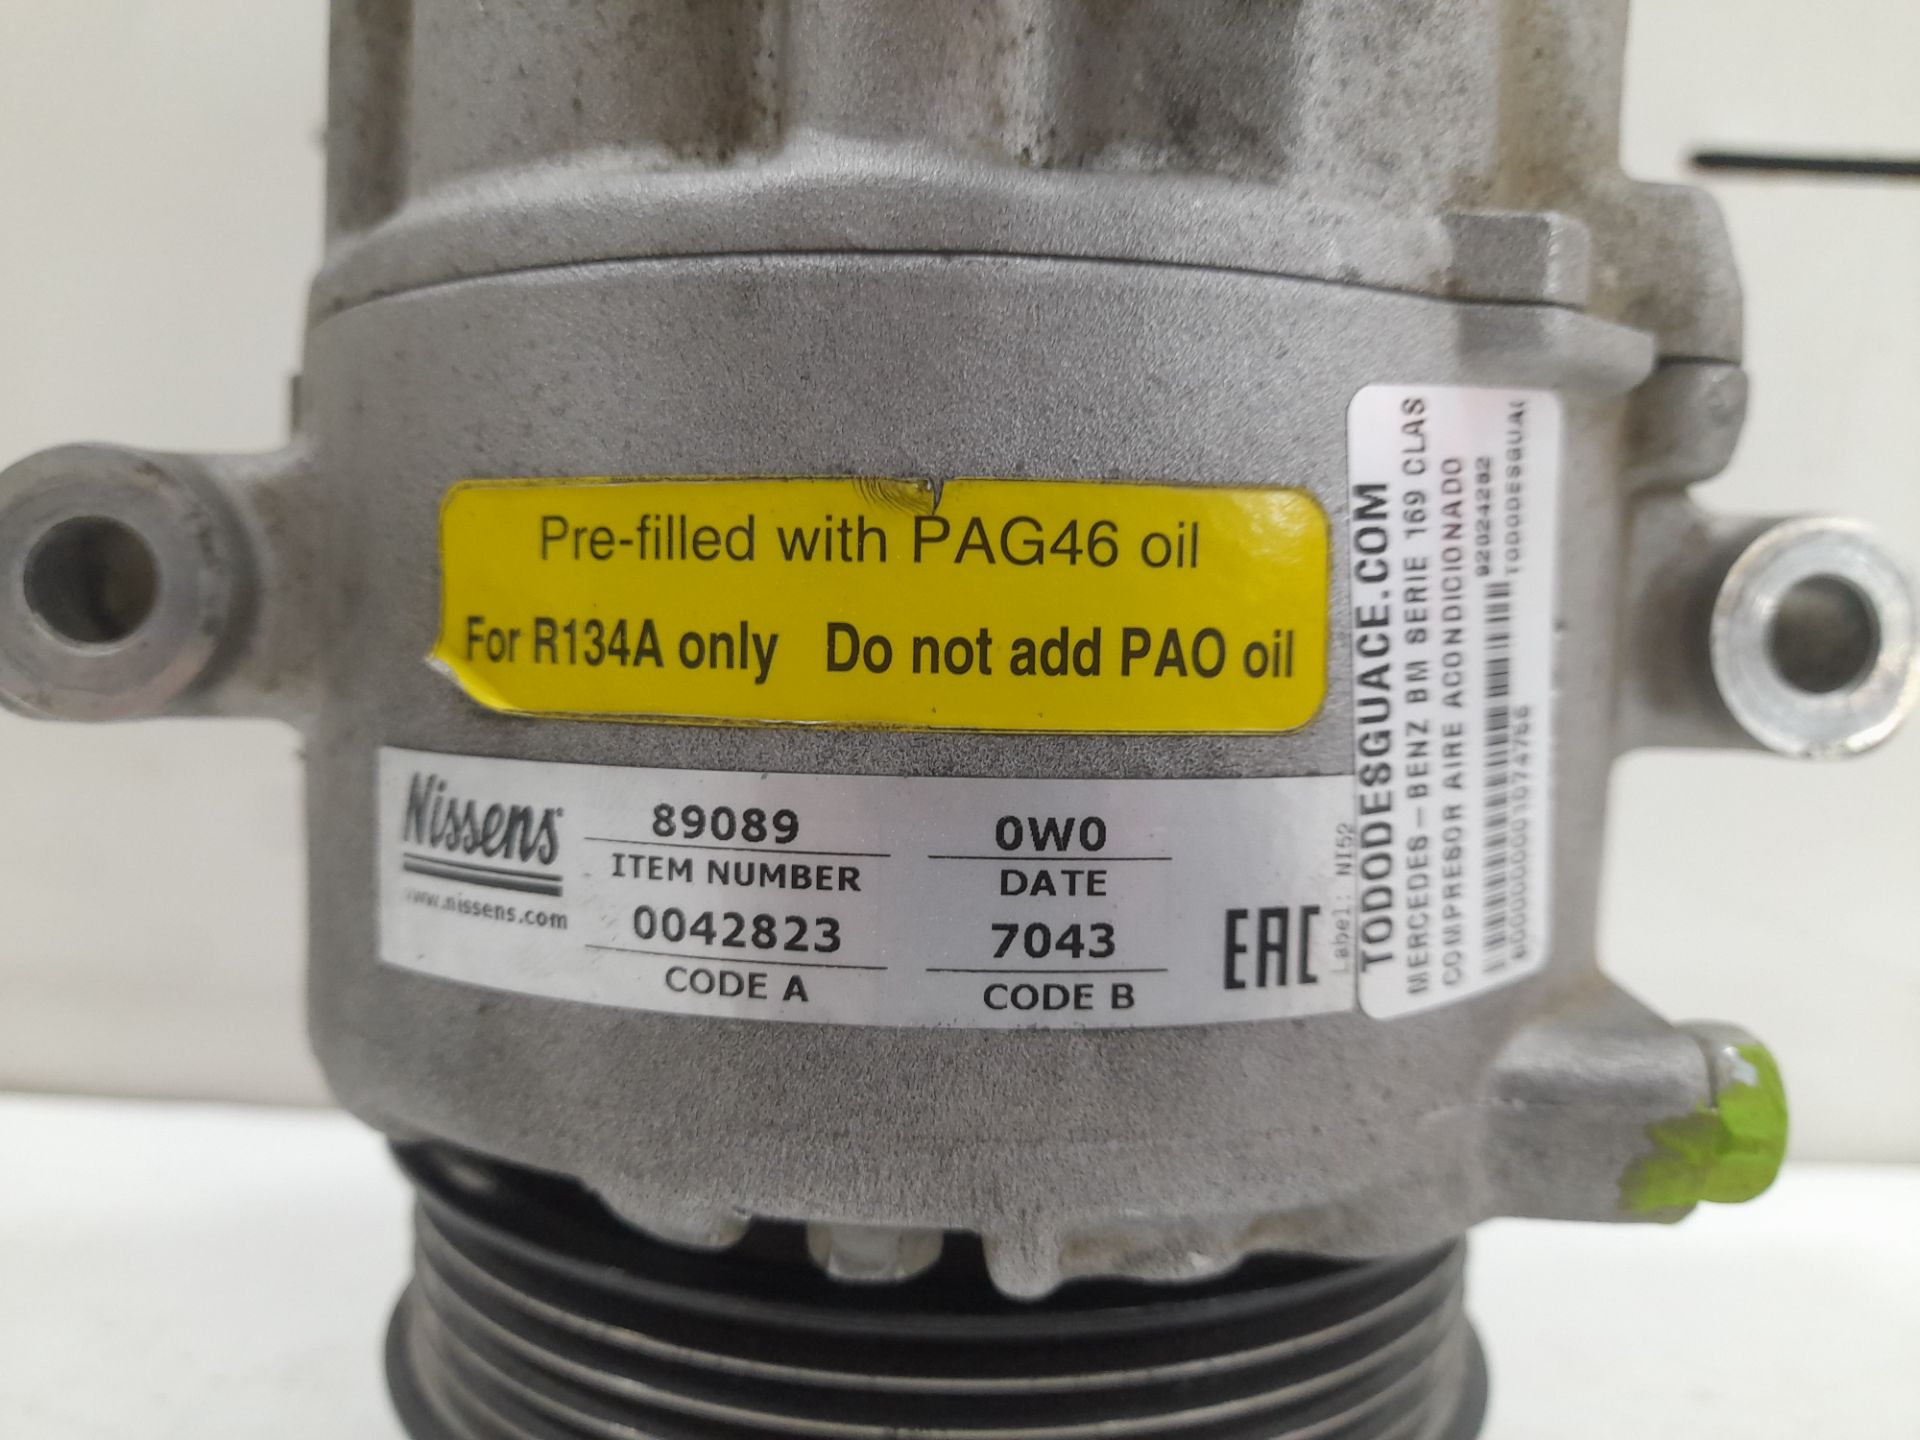 Pre-filled with PAG46 oil
For R134A only Do not add PAO oil
Nissens
www.nissens.com
89089
ITEM NUMBER
0042823
CODE A
0W0
DATE
7043
CODE B
EAC
Label: NI52
TODODESGUACE.COM
MERCEDES-BENZ BM SERIE 169 CLAS
COMPRESOR AIRE ACONDICIONADO
92024292
TODODESGUA